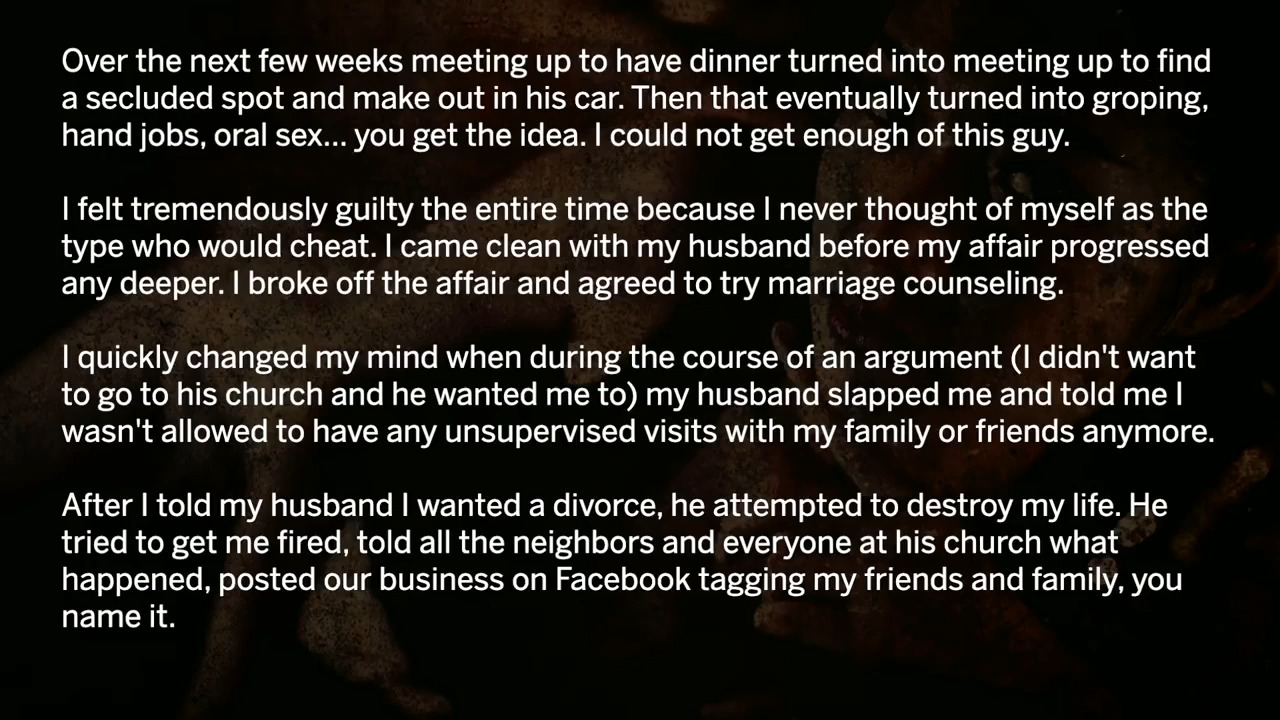 Over the next few weeks meeting up to have dinner turned into meeting up to find
a secluded spot and make out in his car. Then that eventually turned into groping,
hand jobs, oral sex... you get the idea. I could not get enough of this guy.
I felt tremendously guilty the entire time because I never thought of myself as the
type who would cheat. I came clean with my husband before my affair progressed
any deeper. I broke off the affair and agreed to try marriage counseling.
I quickly changed my mind when during the course of an argument (I didn't want
to go to his church and he wanted me to) my husband slapped me and told me I
wasn't allowed to have any unsupervised visits with my family or friends anymore.
After I told my husband I wanted a divorce, he attempted to destroy my life. He
tried to get me fired, told all the neighbors and everyone at his church what
happened, posted our business on Facebook tagging my friends and family, you
name it.